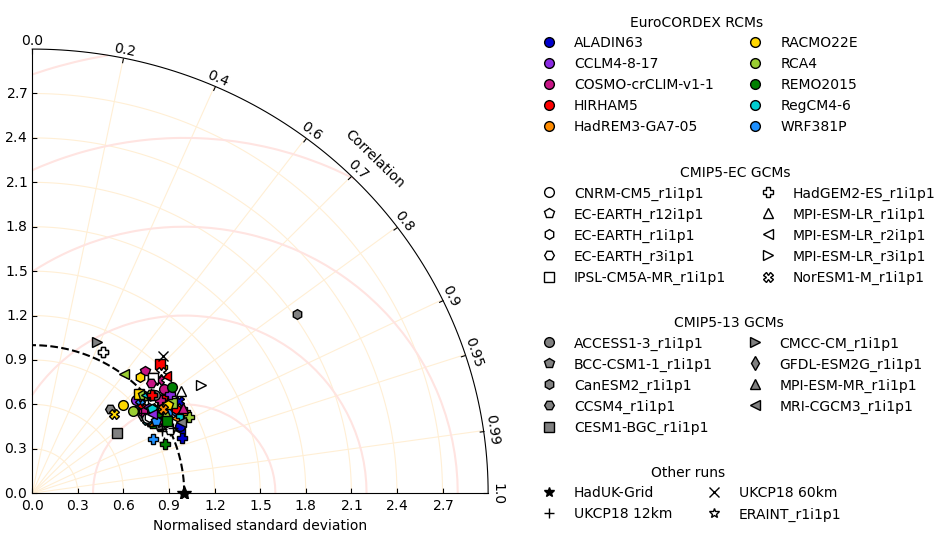 0.0
0.2
0.4
0.6
Correlation
0.7
0.8
0.9
0.95
0.99
1.0
2.7
2.4
2.1
1.8
1.5
1.2
0.9
0.6
0.3
0.0
0.0 0.3 0.6 0.9 1.2 1.5 1.8 2.1 2.4 2.7
Normalised standard deviation
EuroCORDEX RCMs
ALADIN63 RACMO22E
CCLM4-8-17 RCA4
COSMO-crCLIM-v1-1 REMO2015
HIRHAM5 RegCM4-6
HadREM3-GA7-05 WRF381P
CMIP5-EC GCMs
CNRM-CM5_r1i1p1 HadGEM2-ES_r1i1p1
EC-EARTH_r12i1p1 MPI-ESM-LR_r1i1p1
EC-EARTH_r1i1p1 MPI-ESM-LR_r2i1p1
EC-EARTH_r3i1p1 MPI-ESM-LR_r3i1p1
IPSL-CM5A-MR_r1i1p1 NorESM1-M_r1i1p1
CMIP5-13 GCMs
ACCESS1-3_r1i1p1 CMCC-CM_r1i1p1
BCC-CSM1-1_r1i1p1 GFDL-ESM2G_r1i1p1
CanESM2_r1i1p1 MPI-ESM-MR_r1i1p1
CCSM4_r1i1p1 MRI-CGCM3_r1i1p1
CESM1-BGC_r1i1p1
Other runs
HadUK-Grid UKCP18 60km
UKCP18 12km ERAINT_r1i1p1